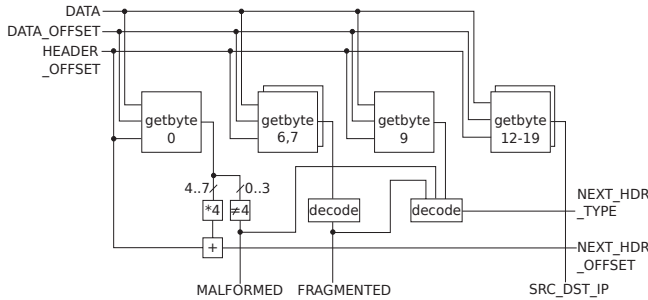 DATA
DATA_OFFSET
HEADER
_OFFSET
getbyte
0
getbyte
6,7
getbyte
9
getbyte
12-19
4..7
0..3
*4
≠4
decode
decode
NEXT_HDR
_TYPE
+
NEXT_HDR
_OFFSET
MALFORMED
FRAGMENTED
SRC_DST_IP